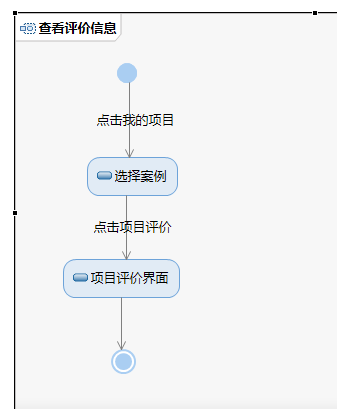 查看评价信息
点击我的项目
选择案例
点击项目评价
项目评价界面